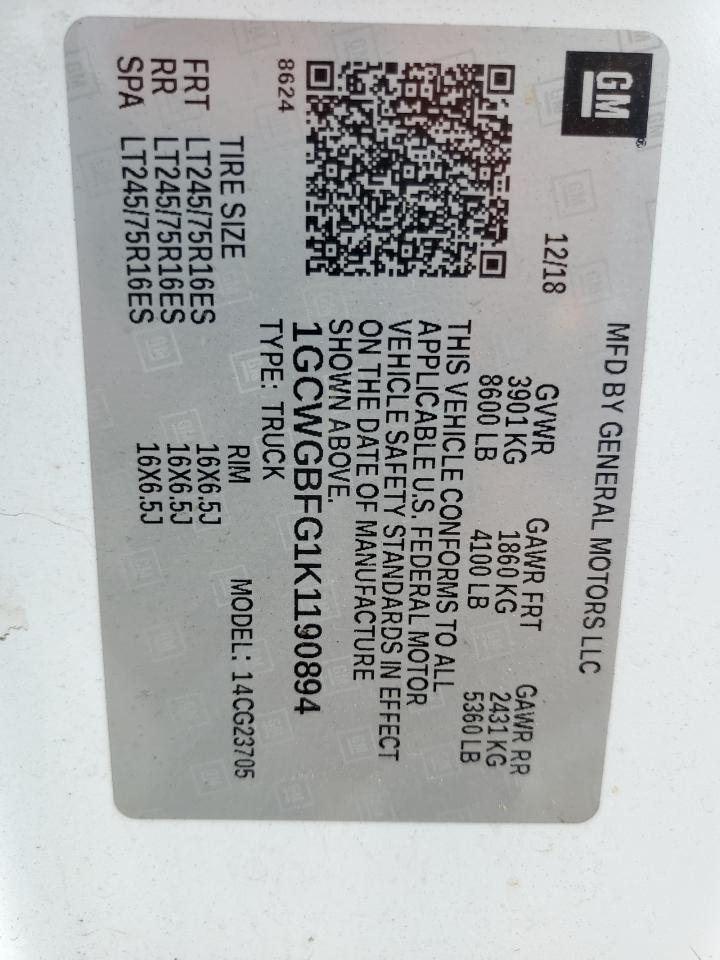 GM
MFD BY GENERAL MOTORS LLC
12/18 GVWR GAWR FRT GAWR RR
3901 KG 1860 KG 2431 KG
8600 LB 4100 LB 5360 LB
THIS VEHICLE CONFORMS TO ALL
APPLICABLE U.S. FEDERAL MOTOR
VEHICLE SAFETY STANDARDS IN EFFECT
ON THE DATE OF MANUFACTURE
SHOWN ABOVE.
1GCWGBFG1K1190894
8624 TYPE: TRUCK
MODEL: 14CG23705
TIRE SIZE RIM
FRT LT245/75R16ES 16X6.5J
RR LT245/75R16ES 16X6.5J
SPA LT245/75R16ES 16X6.5J